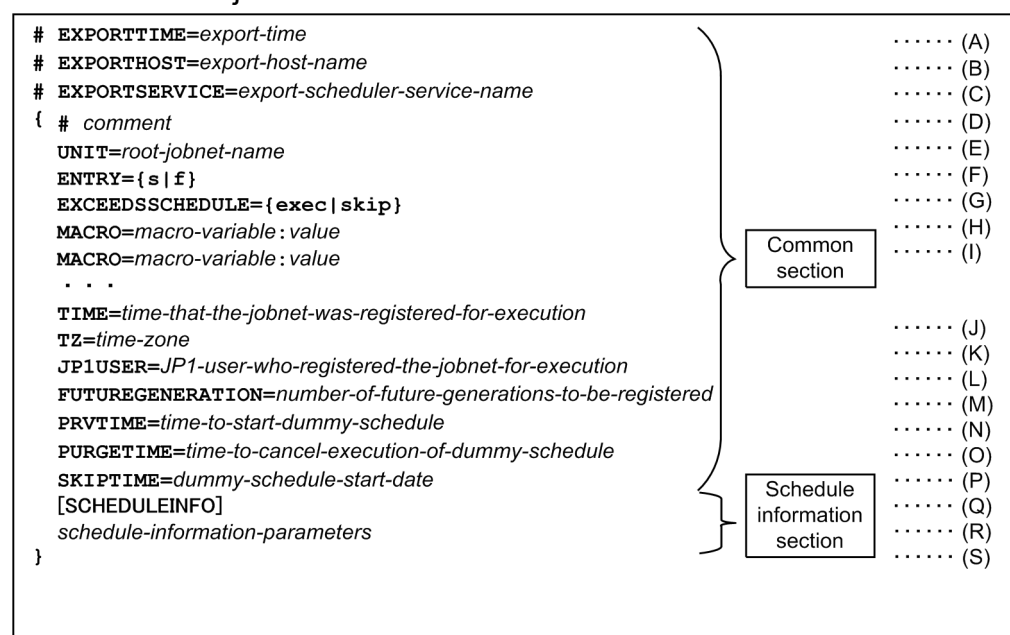 # EXPORTTIME=export-time ······ (A)
# EXPORTHOST=export-host-name ······ (B)
# EXPORTSERVICE=export-scheduler-service-name ······ (C)
{ # comment ······ (D)
UNIT=root-jobnet-name ······ (E)
ENTRY={s|f} ······ (F)
EXCEEDSSCHEDULE={exec|skip} ······ (G)
MACRO=macro-variable:value ······ (H)
MACRO=macro-variable:value ······ (I)
· · ·
Common
section
TIME=time-that-the-jobnet-was-registered-for-execution ······ (J)
TZ=time-zone ······ (K)
JP1USER=JP1-user-who-registered-the-jobnet-for-execution ······ (L)
FUTUREGENERATION=number-of-future-generations-to-be-registered ······ (M)
PRVTIME=time-to-start-dummy-schedule ······ (N)
PURGETIME=time-to-cancel-execution-of-dummy-schedule ······ (O)
SKIPTIME=dummy-schedule-start-date ······ (P)
[SCHEDULEINFO] ······ (Q)
schedule-information-parameters ······ (R)
} ······ (S)
Schedule
information
section